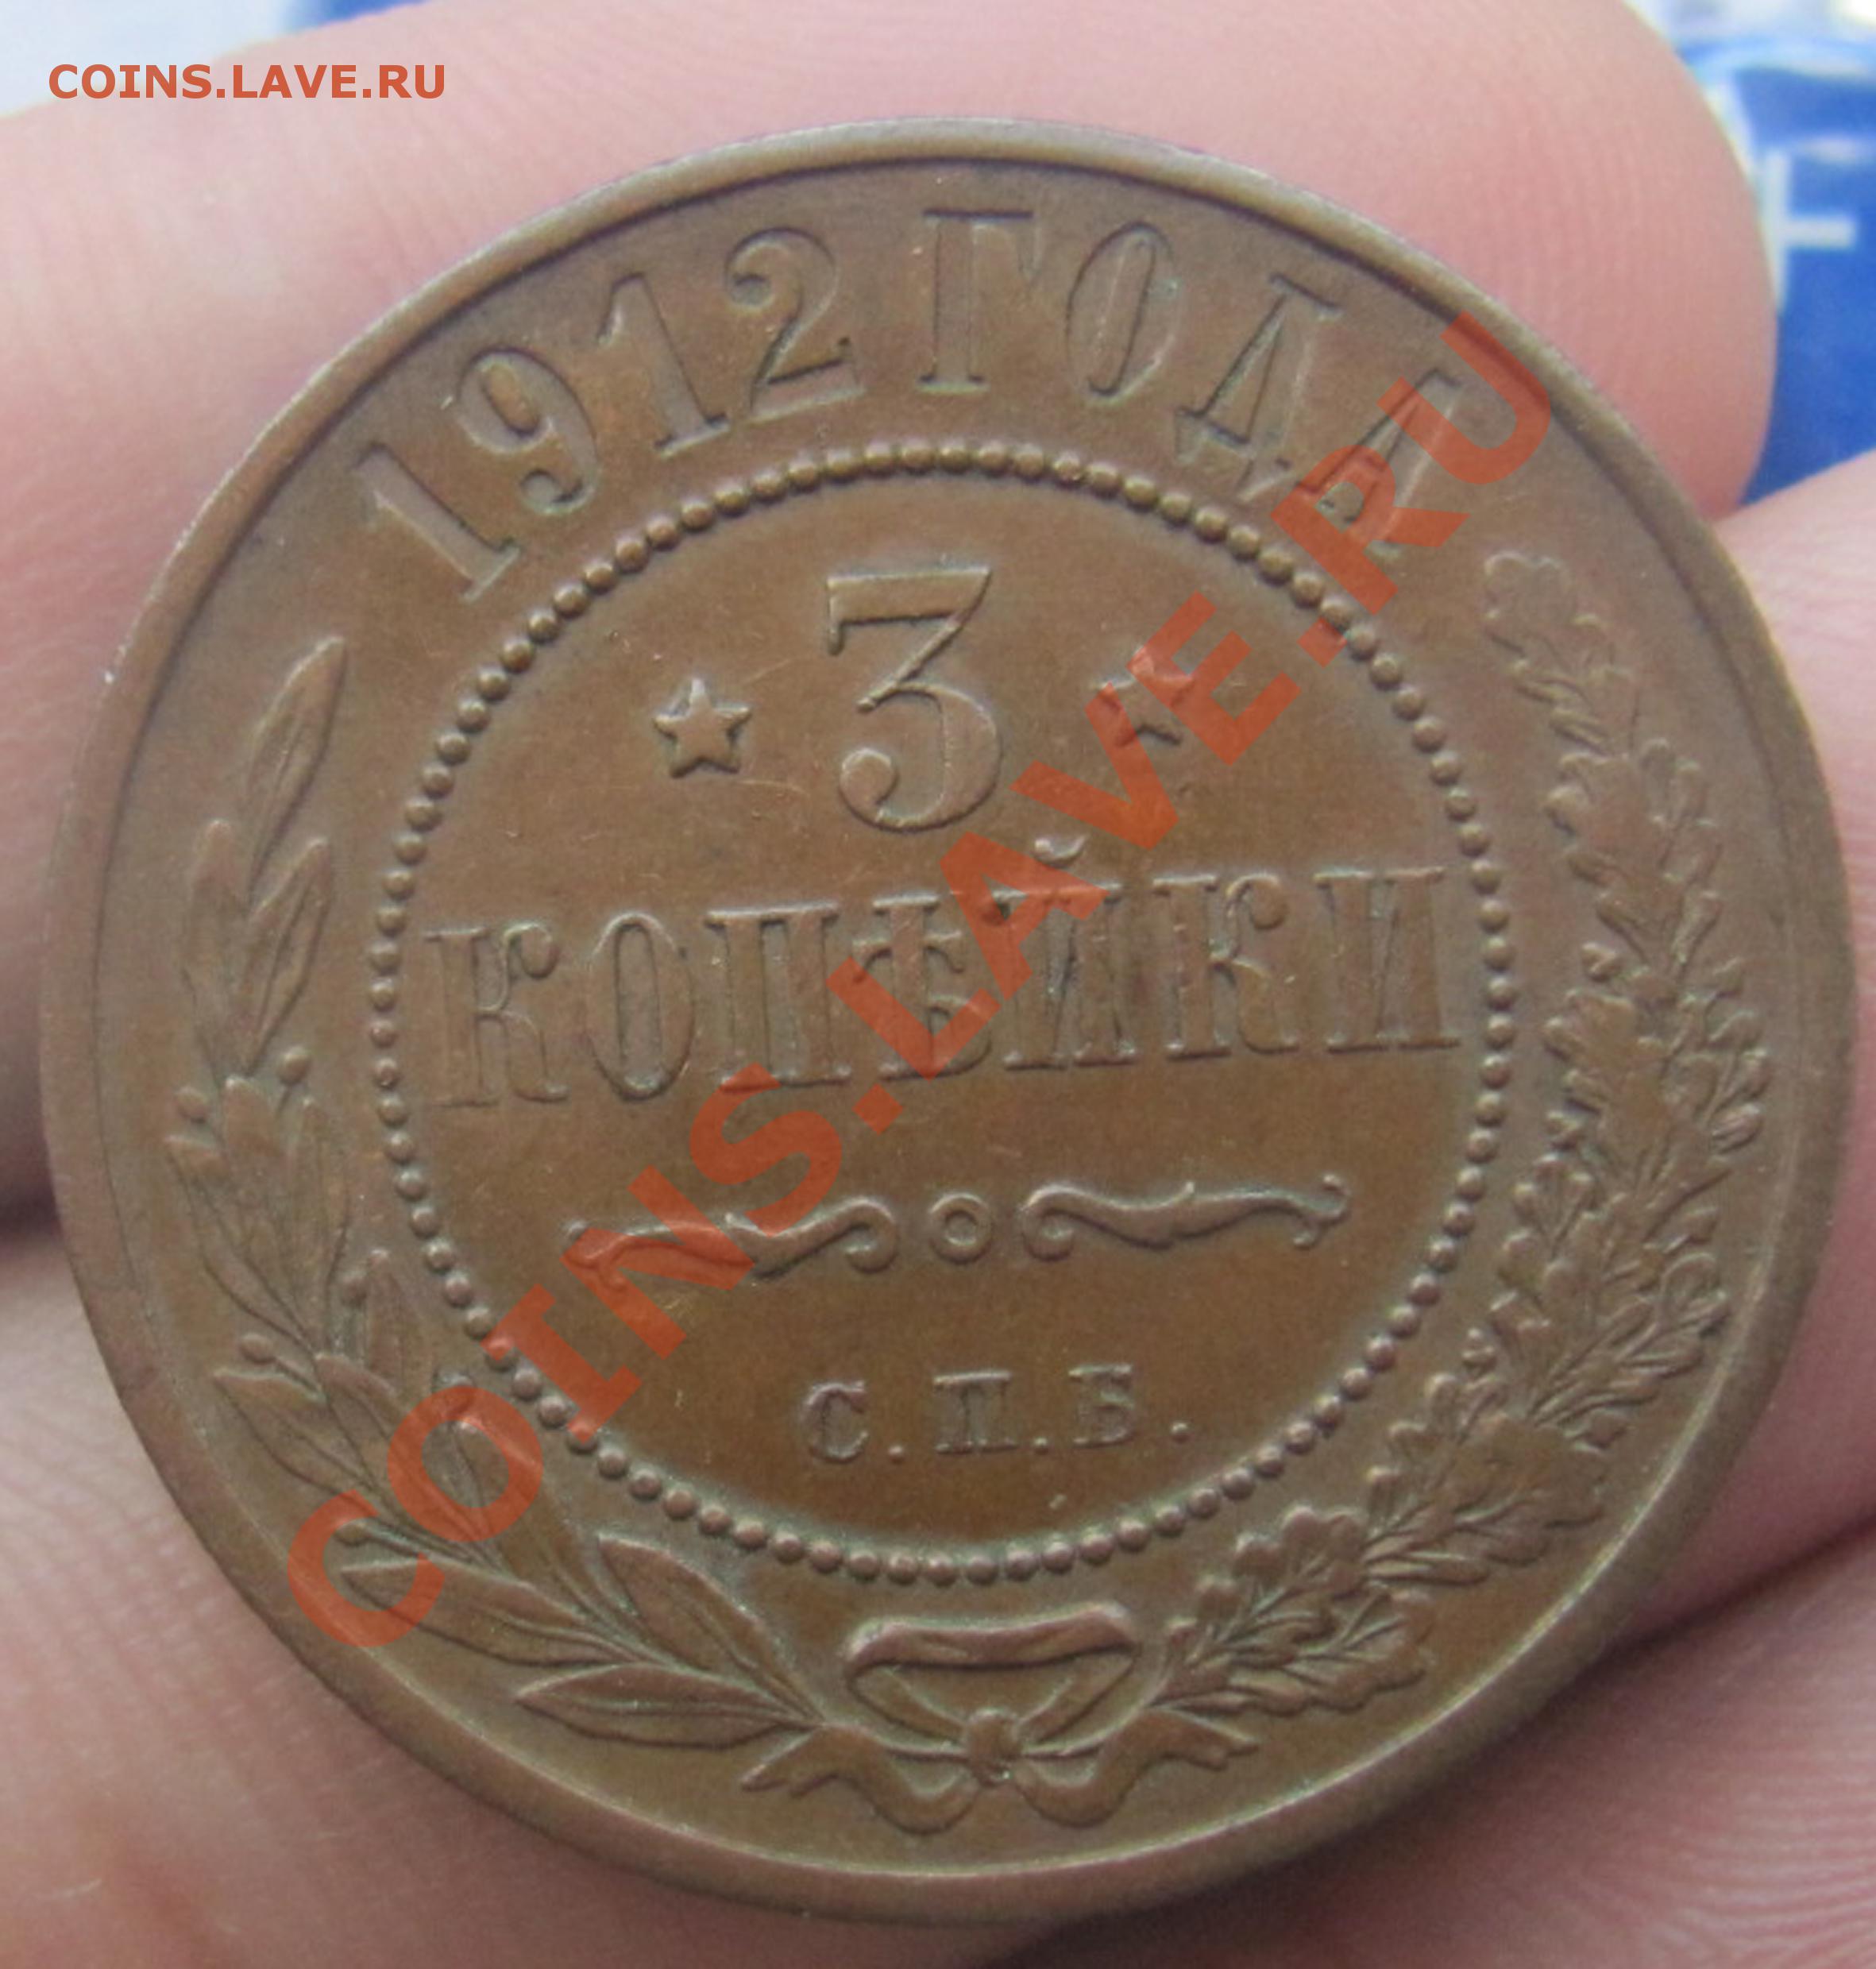 COINS.LAVE.RU
1912 ГОДА
3
КОПѢЙКИ
С.П.Б.
COINS.LAVE.RU